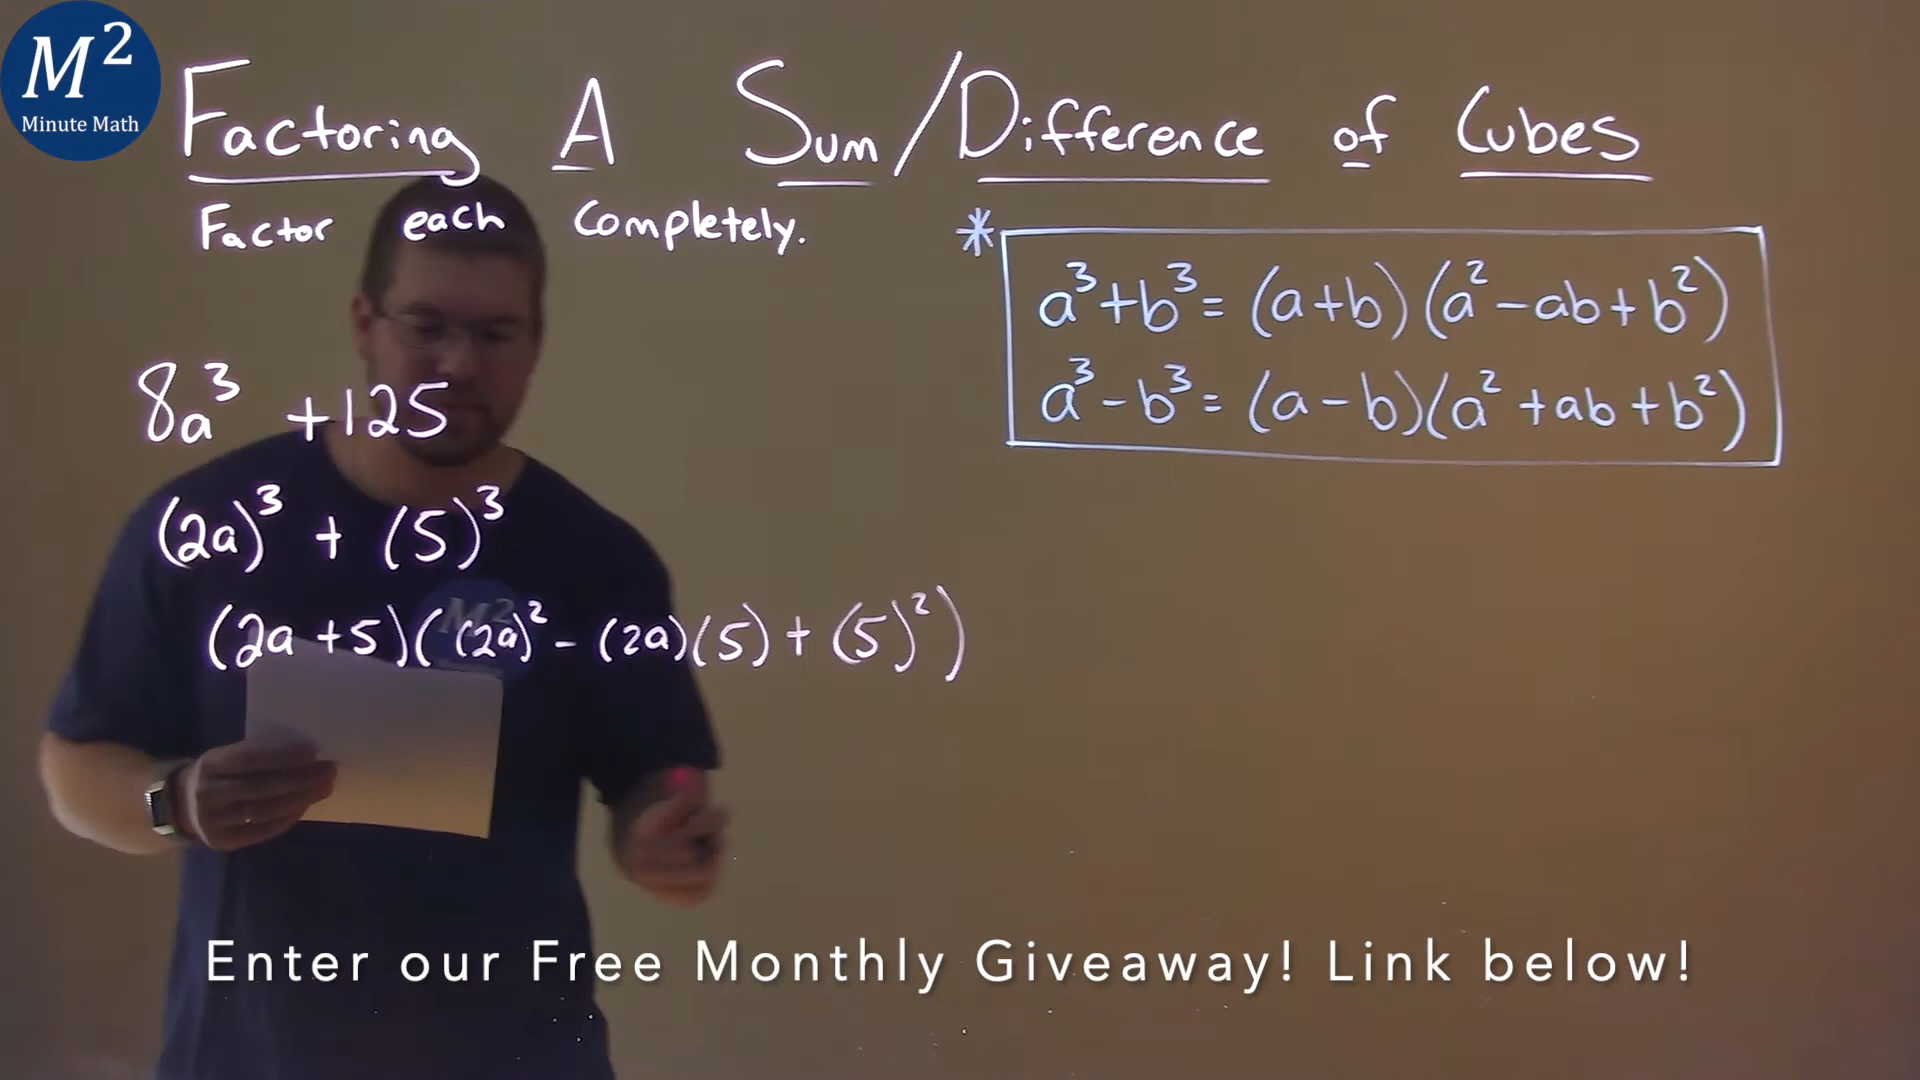 M²
Minute Math
Factoring A Sum/Difference of Cubes
Factor each completely.
*
a³+b³= (a+b)(a²-ab+b²)
a³-b³= (a-b)(a²+ab+b²)
8a³ +125
(2a)³ + (5)³
(2a+5)((2a)²-(2a)(5)+(5)²)
M²
Enter our Free Monthly Giveaway! Link below!